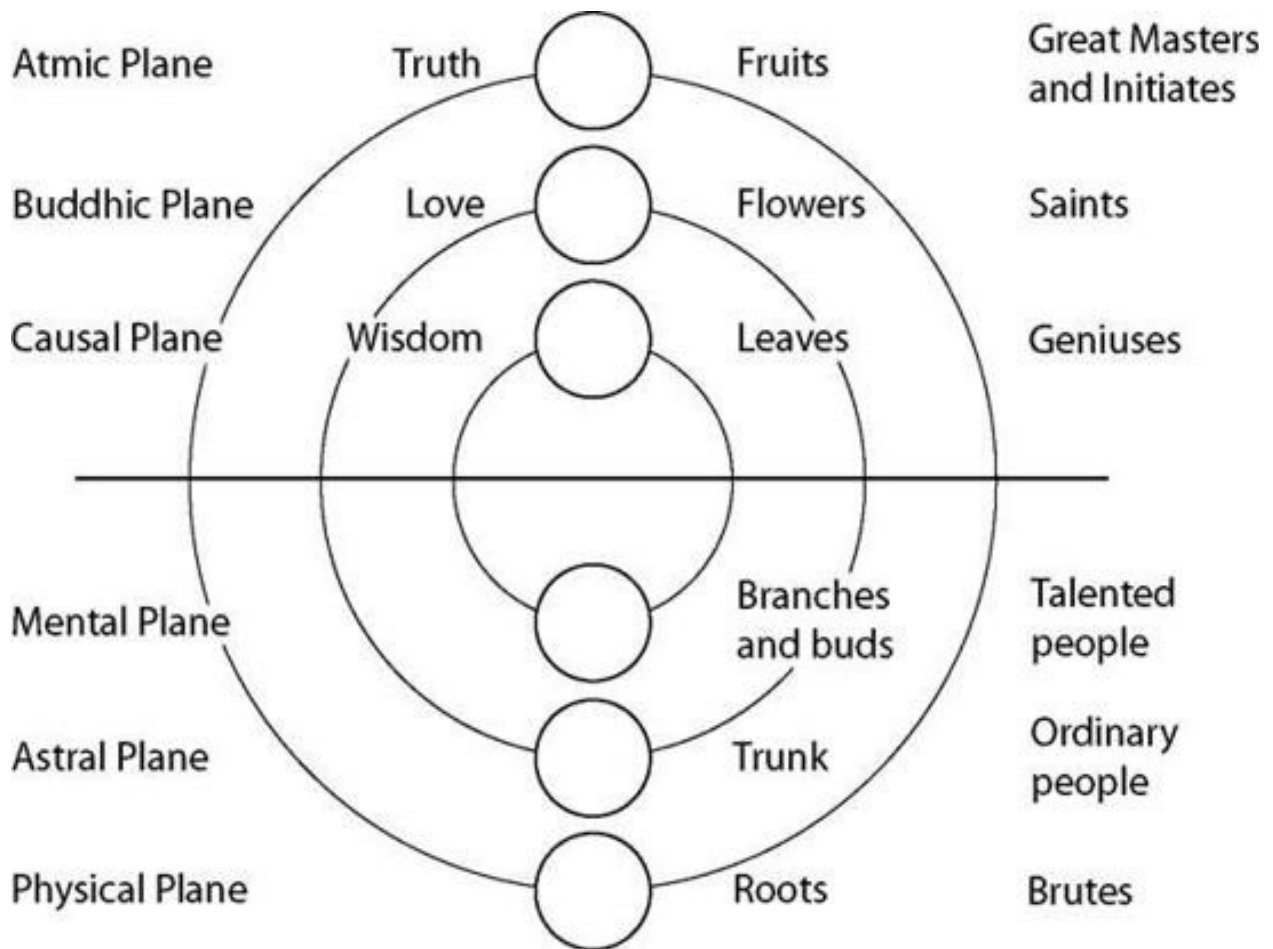 Atmic Plane Truth Fruits Great Masters
and Initiates
Buddhic Plane Love Flowers Saints
Causal Plane Wisdom Leaves Geniuses
Mental Plane Branches
and buds Talented
people
Astral Plane Trunk Ordinary
people
Physical Plane Roots Brutes